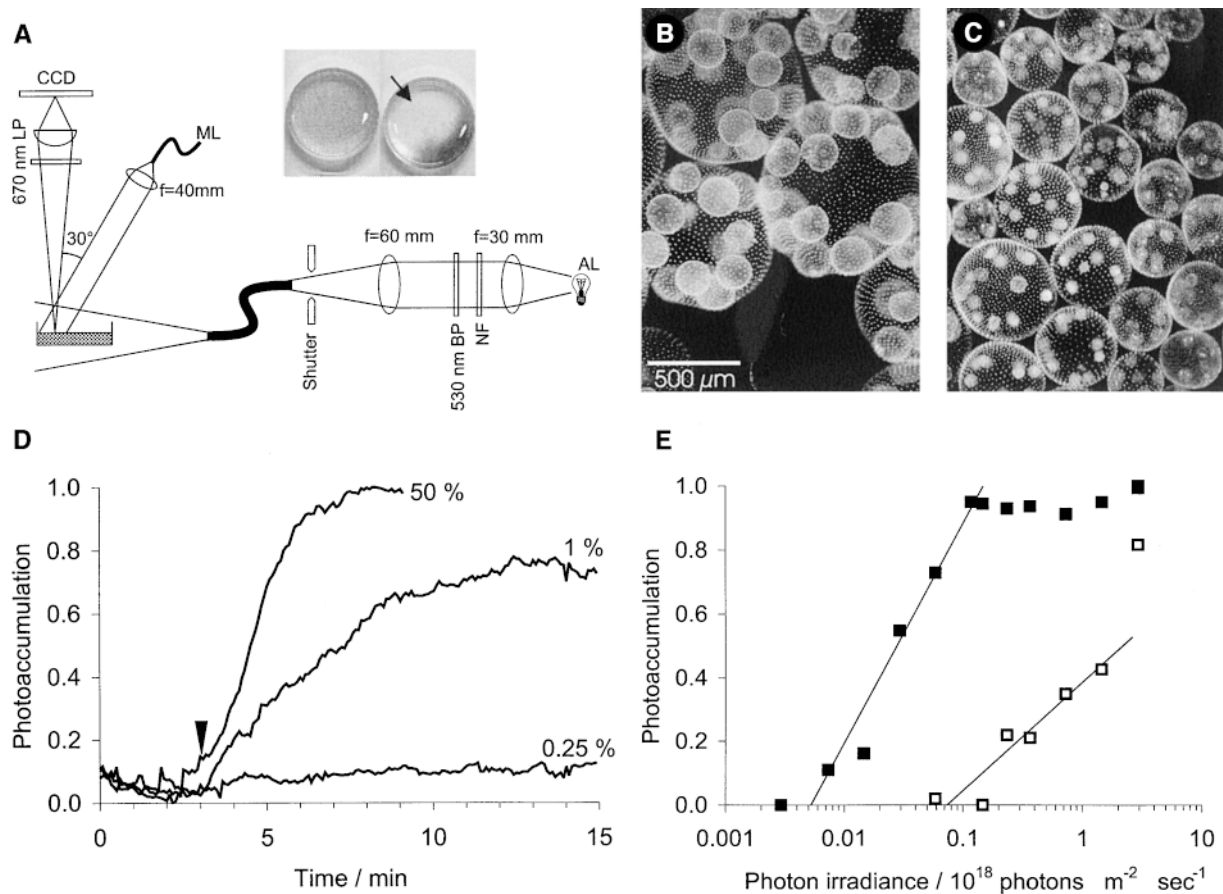 A
CCD
670 nm LP
ML
f=40mm
30°
f=60 mm
f=30 mm
AL
Shutter
530 nm BP
NF
B
500 µm
C
D
Photoaccumulation
1.0
0.8
0.6
0.4
0.2
0.0
50 %
1 %
0.25 %
0
5
10
15
Time / min
E
Photoaccumulation
1.0
0.8
0.6
0.4
0.2
0.0
0.001
0.01
0.1
1
10
Photon irradiance / 10¹⁸ photons m⁻² sec⁻¹